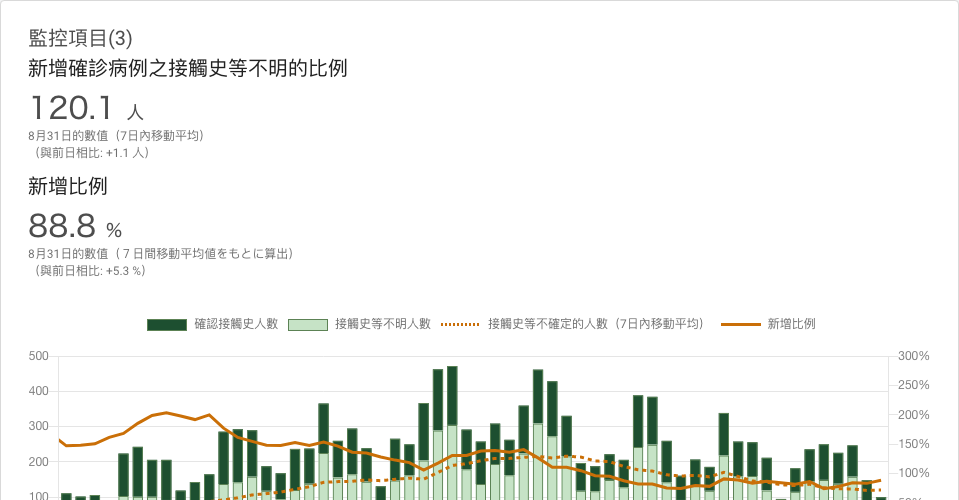 監控項目(3)
新增確診病例之接觸史等不明的比例
120.1 人
8月31日的數值（7日內移動平均）
（與前日相比: +1.1 人）
新增比例
88.8 %
8月31日的數值（７日間移動平均値をもとに算出）
（與前日相比: +5.3 %）
確認接觸史人數 接觸史等不明人數 接觸史等不確定的人數（7日內移動平均） 新增比例
500 300%
250%
400
200%
300
150%
200
100%
100